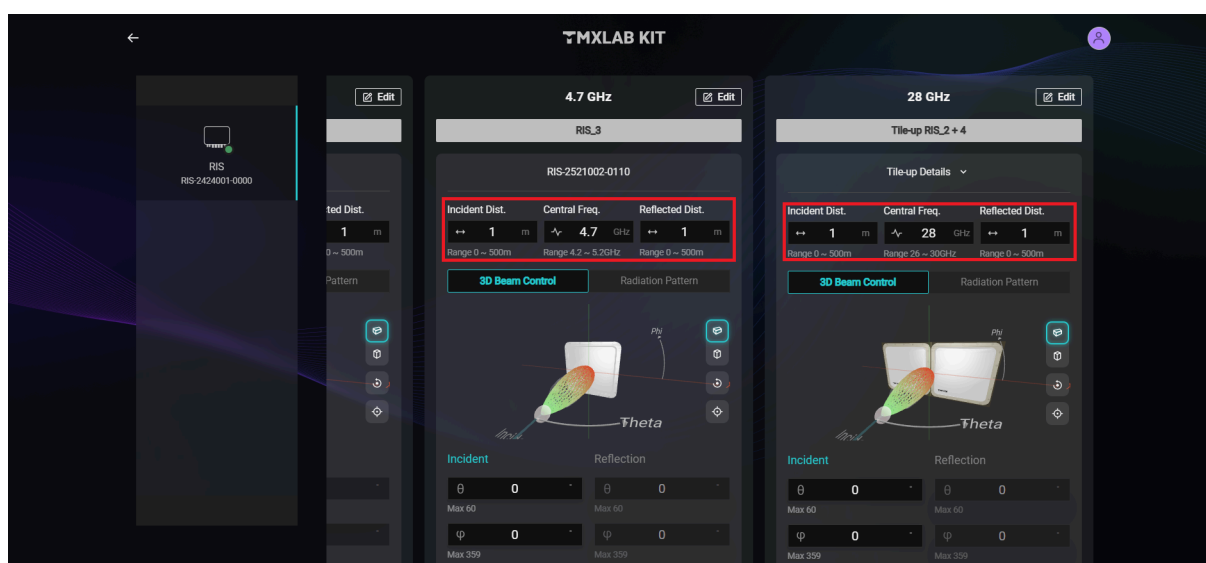 TMXLAB KIT
RIS
RIS-2424001-0000
Edit
ted Dist.
1 m
0 ~ 500m
Pattern
4.7 GHz
Edit
RIS_3
RIS-2521002-0110
Incident Dist. Central Freq. Reflected Dist.
1 m 4.7 GHz 1 m
Range 0 ~ 500m Range 4.2 ~ 5.2GHz Range 0 ~ 500m
3D Beam Control Radiation Pattern
Phi
Theta
Incident Reflection
θ 0 ° θ 0 °
Max 60 Max 60
φ 0 ° φ 0 °
Max 359 Max 359
28 GHz
Edit
Tile-up RIS_2 + 4
Tile-up Details
Incident Dist. Central Freq. Reflected Dist.
1 m 28 GHz 1 m
Range 0 ~ 500m Range 26 ~ 30GHz Range 0 ~ 500m
3D Beam Control Radiation Pattern
Phi
Theta
Incident Reflection
θ 0 ° θ 0 °
Max 60 Max 60
φ 0 ° φ 0 °
Max 359 Max 359